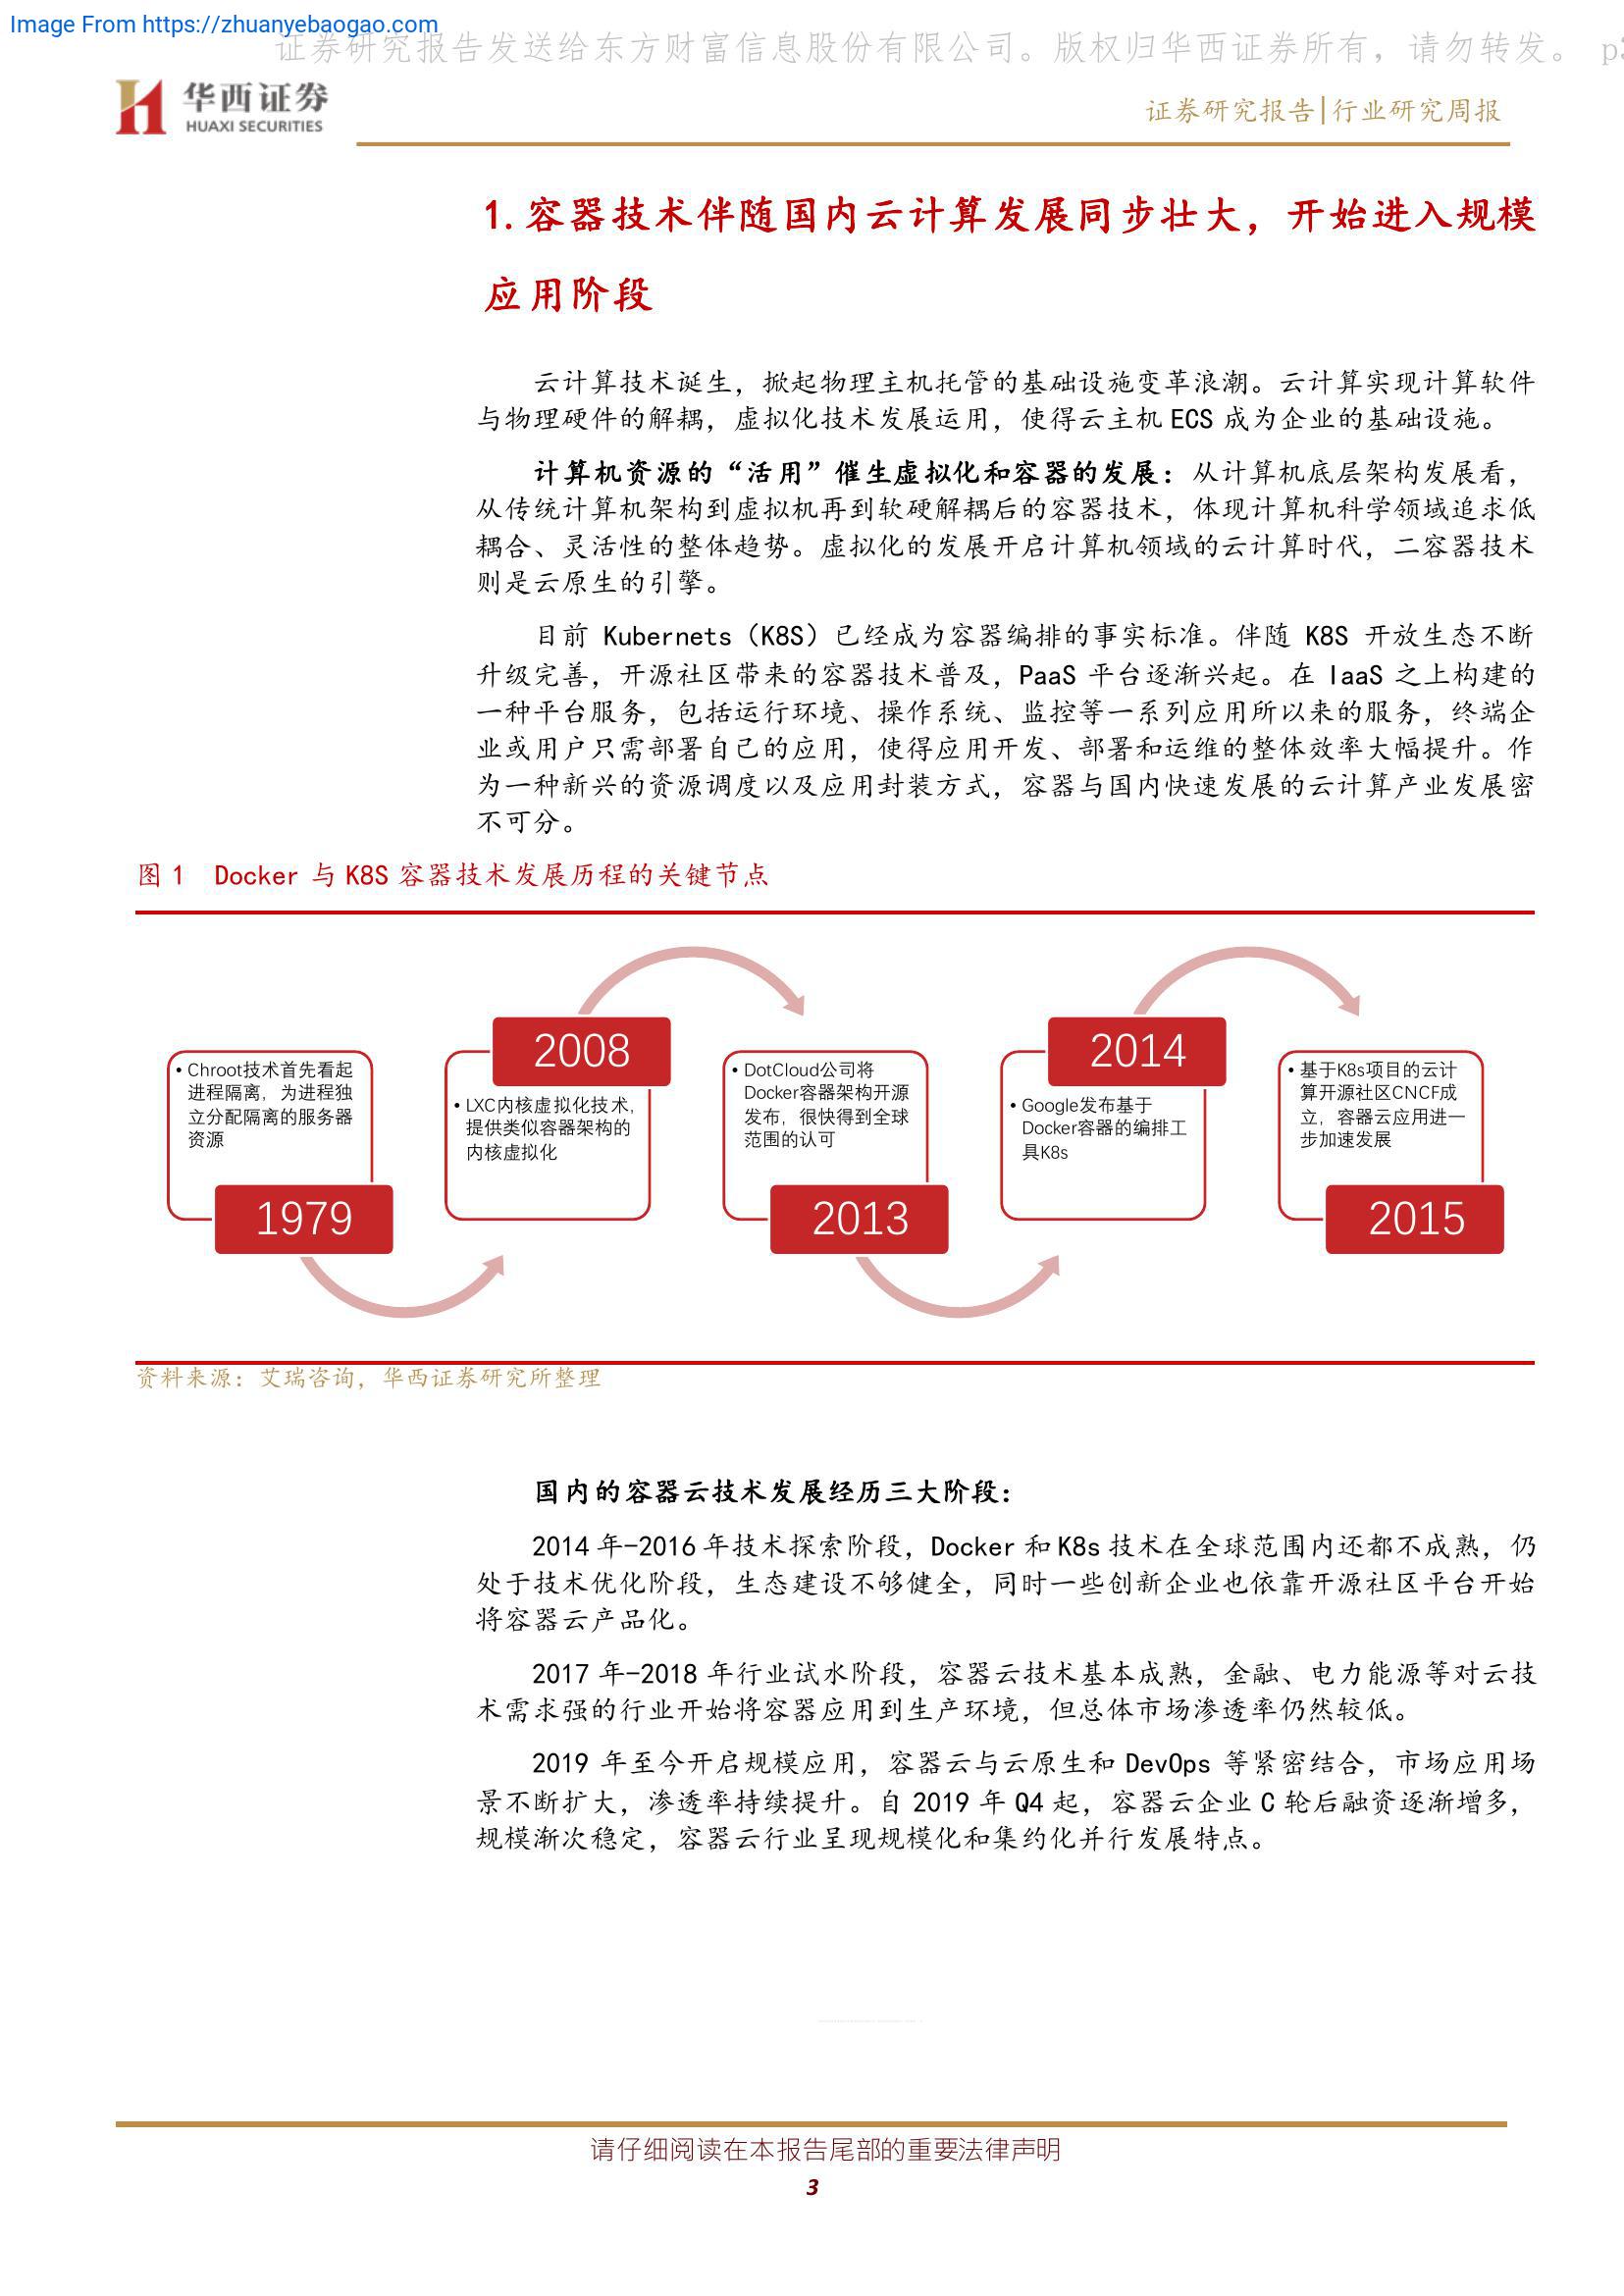 Image From https://zhuanyebaogao.com
证券研究报告发送给东方财富信息股份有限公司。版权归华西证券所有，请勿转发。 p3
华西证券
HUAXI SECURITIES
证券研究报告|行业研究周报
1.容器技术伴随国内云计算发展同步壮大，开始进入规模
应用阶段
云计算技术诞生，掀起物理主机托管的基础设施变革浪潮。云计算实现计算软件
与物理硬件的解耦，虚拟化技术发展运用，使得云主机 ECS 成为企业的基础设施。
计算机资源的“活用”催生虚拟化和容器的发展：从计算机底层架构发展看，
从传统计算机架构到虚拟机再到软硬解耦后的容器技术，体现计算机科学领域追求低
耦合、灵活性的整体趋势。虚拟化的发展开启计算机领域的云计算时代，二容器技术
则是云原生的引擎。
目前 Kubernets（K8S）已经成为容器编排的事实标准。伴随 K8S 开放生态不断
升级完善，开源社区带来的容器技术普及，PaaS 平台逐渐兴起。在 IaaS 之上构建的
一种平台服务，包括运行环境、操作系统、监控等一系列应用所以来的服务，终端企
业或用户只需部署自己的应用，使得应用开发、部署和运维的整体效率大幅提升。作
为一种新兴的资源调度以及应用封装方式，容器与国内快速发展的云计算产业发展密
不可分。
图 1 Docker 与 K8S 容器技术发展历程的关键节点
• Chroot技术首先看起
进程隔离，为进程独
立分配隔离的服务器
资源
1979
2008
• LXC内核虚拟化技术，
提供类似容器架构的
内核虚拟化
• DotCloud公司将
Docker容器架构开源
发布，很快得到全球
范围的认可
2013
2014
• Google发布基于
Docker容器的编排工
具K8s
• 基于K8s项目的云计
算开源社区CNCF成
立，容器云应用进一
步加速发展
2015
资料来源：艾瑞咨询，华西证券研究所整理
国内的容器云技术发展经历三大阶段：
2014 年-2016 年技术探索阶段，Docker 和 K8s 技术在全球范围内还都不成熟，仍
处于技术优化阶段，生态建设不够健全，同时一些创新企业也依靠开源社区平台开始
将容器云产品化。
2017 年-2018 年行业试水阶段，容器云技术基本成熟，金融、电力能源等对云技
术需求强的行业开始将容器应用到生产环境，但总体市场渗透率仍然较低。
2019 年至今开启规模应用，容器云与云原生和 DevOps 等紧密结合，市场应用场
景不断扩大，渗透率持续提升。自 2019 年 Q4 起，容器云企业 C 轮后融资逐渐增多，
规模渐次稳定，容器云行业呈现规模化和集约化并行发展特点。
请仔细阅读在本报告尾部的重要法律声明
3